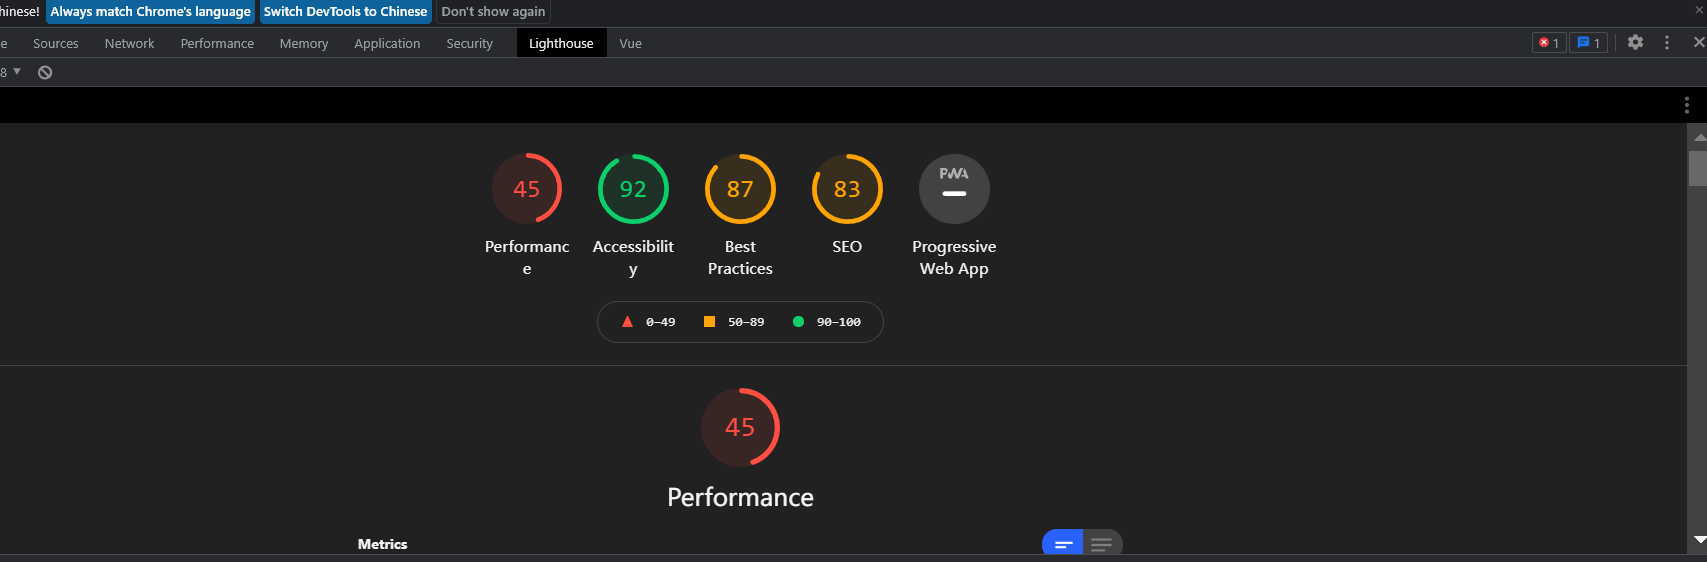 hinese! Always match Chrome's language Switch DevTools to Chinese Don't show again
e Sources Network Performance Memory Application Security Lighthouse Vue 1 1
8
45 92 87 83 PWA
Performanc
e
Accessibilit
y
Best
Practices
SEO
Progressive
Web App
0–49 50–89 90–100
45
Performance
Metrics